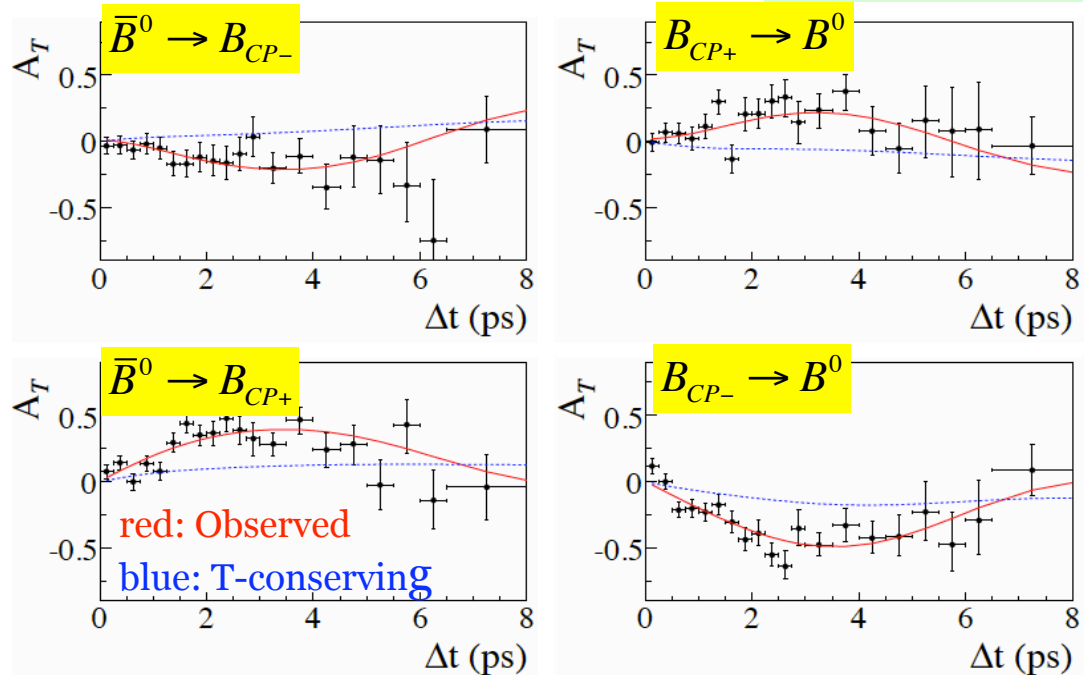 B̅⁰ → B_CP−
A_T
0.5
0
-0.5
0 2 4 6 8
Δt (ps)
B_CP+ → B⁰
A_T
0.5
0
-0.5
0 2 4 6 8
Δt (ps)
B̅⁰ → B_CP+
A_T
0.5
0
-0.5
red: Observed
blue: T-conserving
0 2 4 6 8
Δt (ps)
B_CP− → B⁰
A_T
0.5
0
-0.5
0 2 4 6 8
Δt (ps)